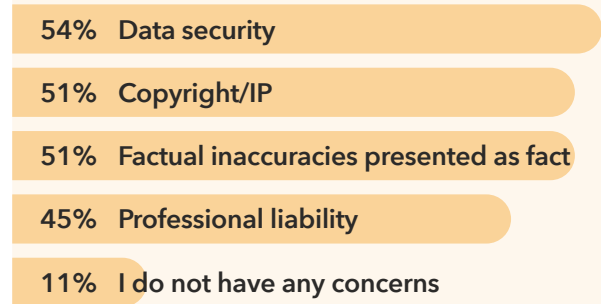 54% Data security
51% Copyright/IP
51% Factual inaccuracies presented as fact
45% Professional liability
11% I do not have any concerns